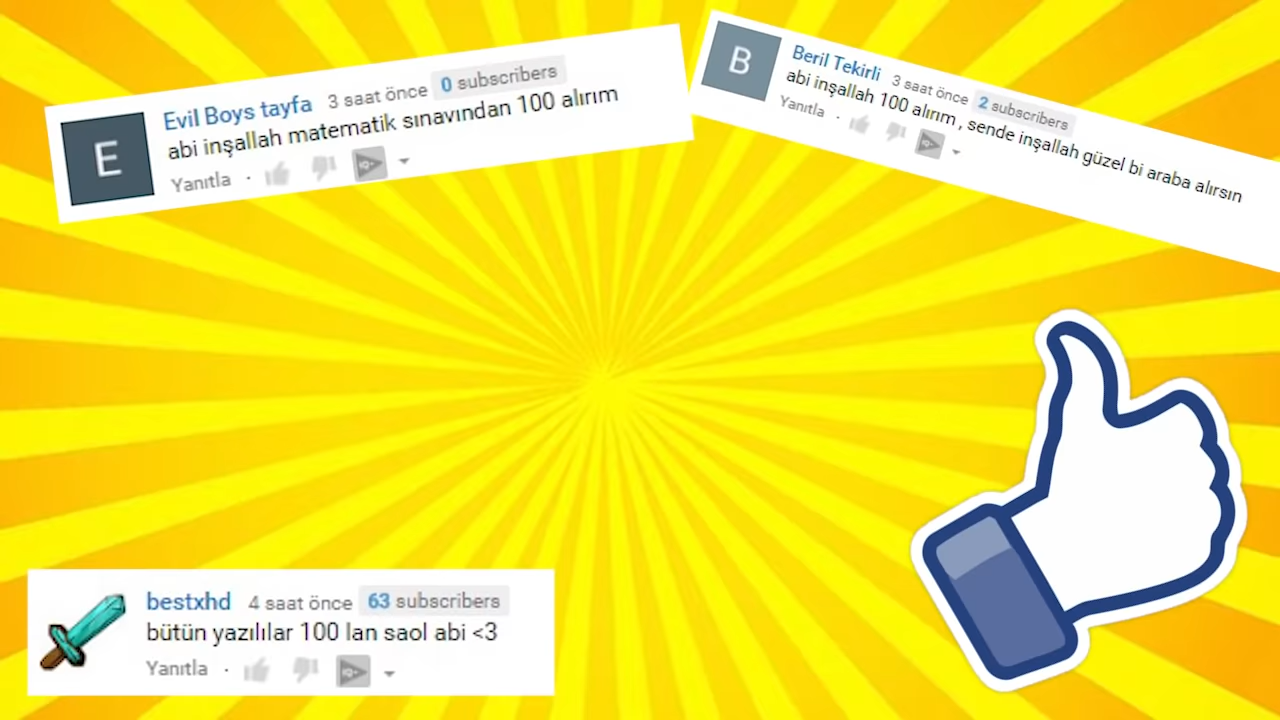 E
Evil Boys tayfa 3 saat önce 0 subscribers
abi inşallah matematik sınavından 100 alırım
Yanıtla ·
B
Beril Tekirli 3 saat önce 2 subscribers
abi inşallah 100 alırım , sende inşallah güzel bi araba alırsın
Yanıtla ·
bestxhd 4 saat önce 63 subscribers
bütün yazılılar 100 lan saol abi <3
Yanıtla ·